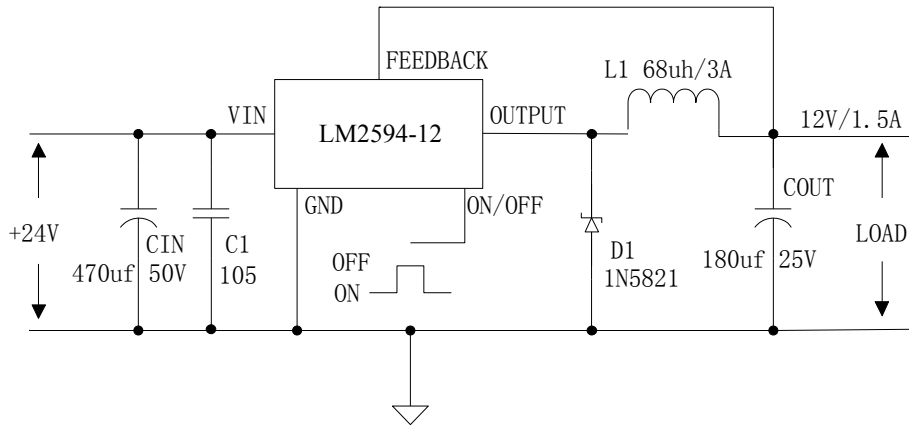 FEEDBACK
L1 68uh/3A
VIN
LM2594-12
OUTPUT
12V/1.5A
GND
ON/OFF
COUT
+24V
CIN
C1
OFF
D1
LOAD
470uf 50V
105
ON
1N5821
180uf 25V